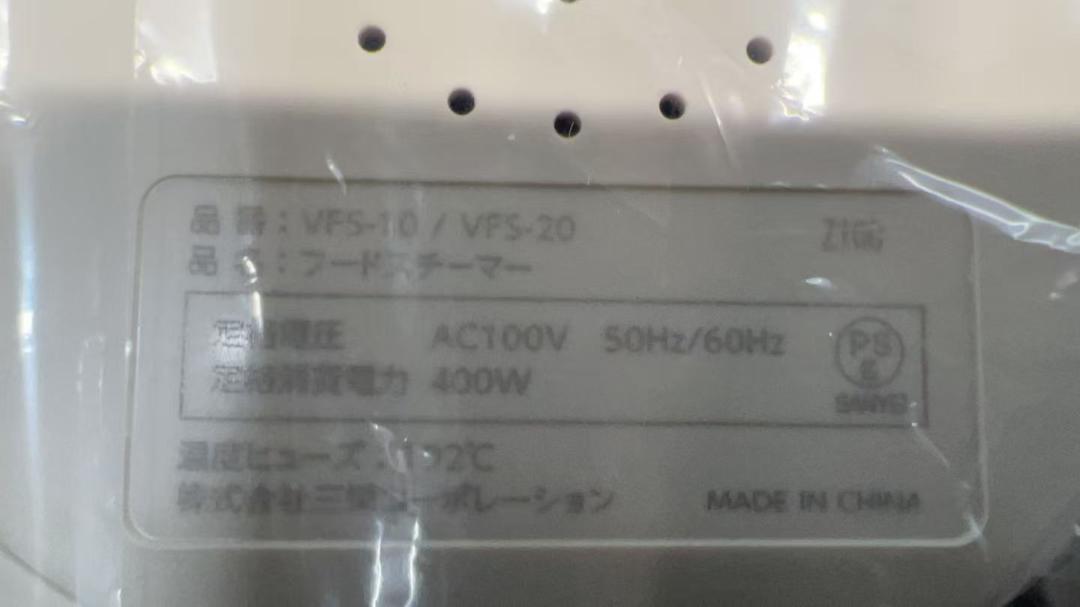 品 番：VFS-10 / VFS-20
品 名：フードスチーマー
定格電圧 AC100V 50Hz/60Hz
定格消費電力 400W
PS
E
SANYEI
温度ヒューズ：192℃
株式会社三栄コーポレーション MADE IN CHINA